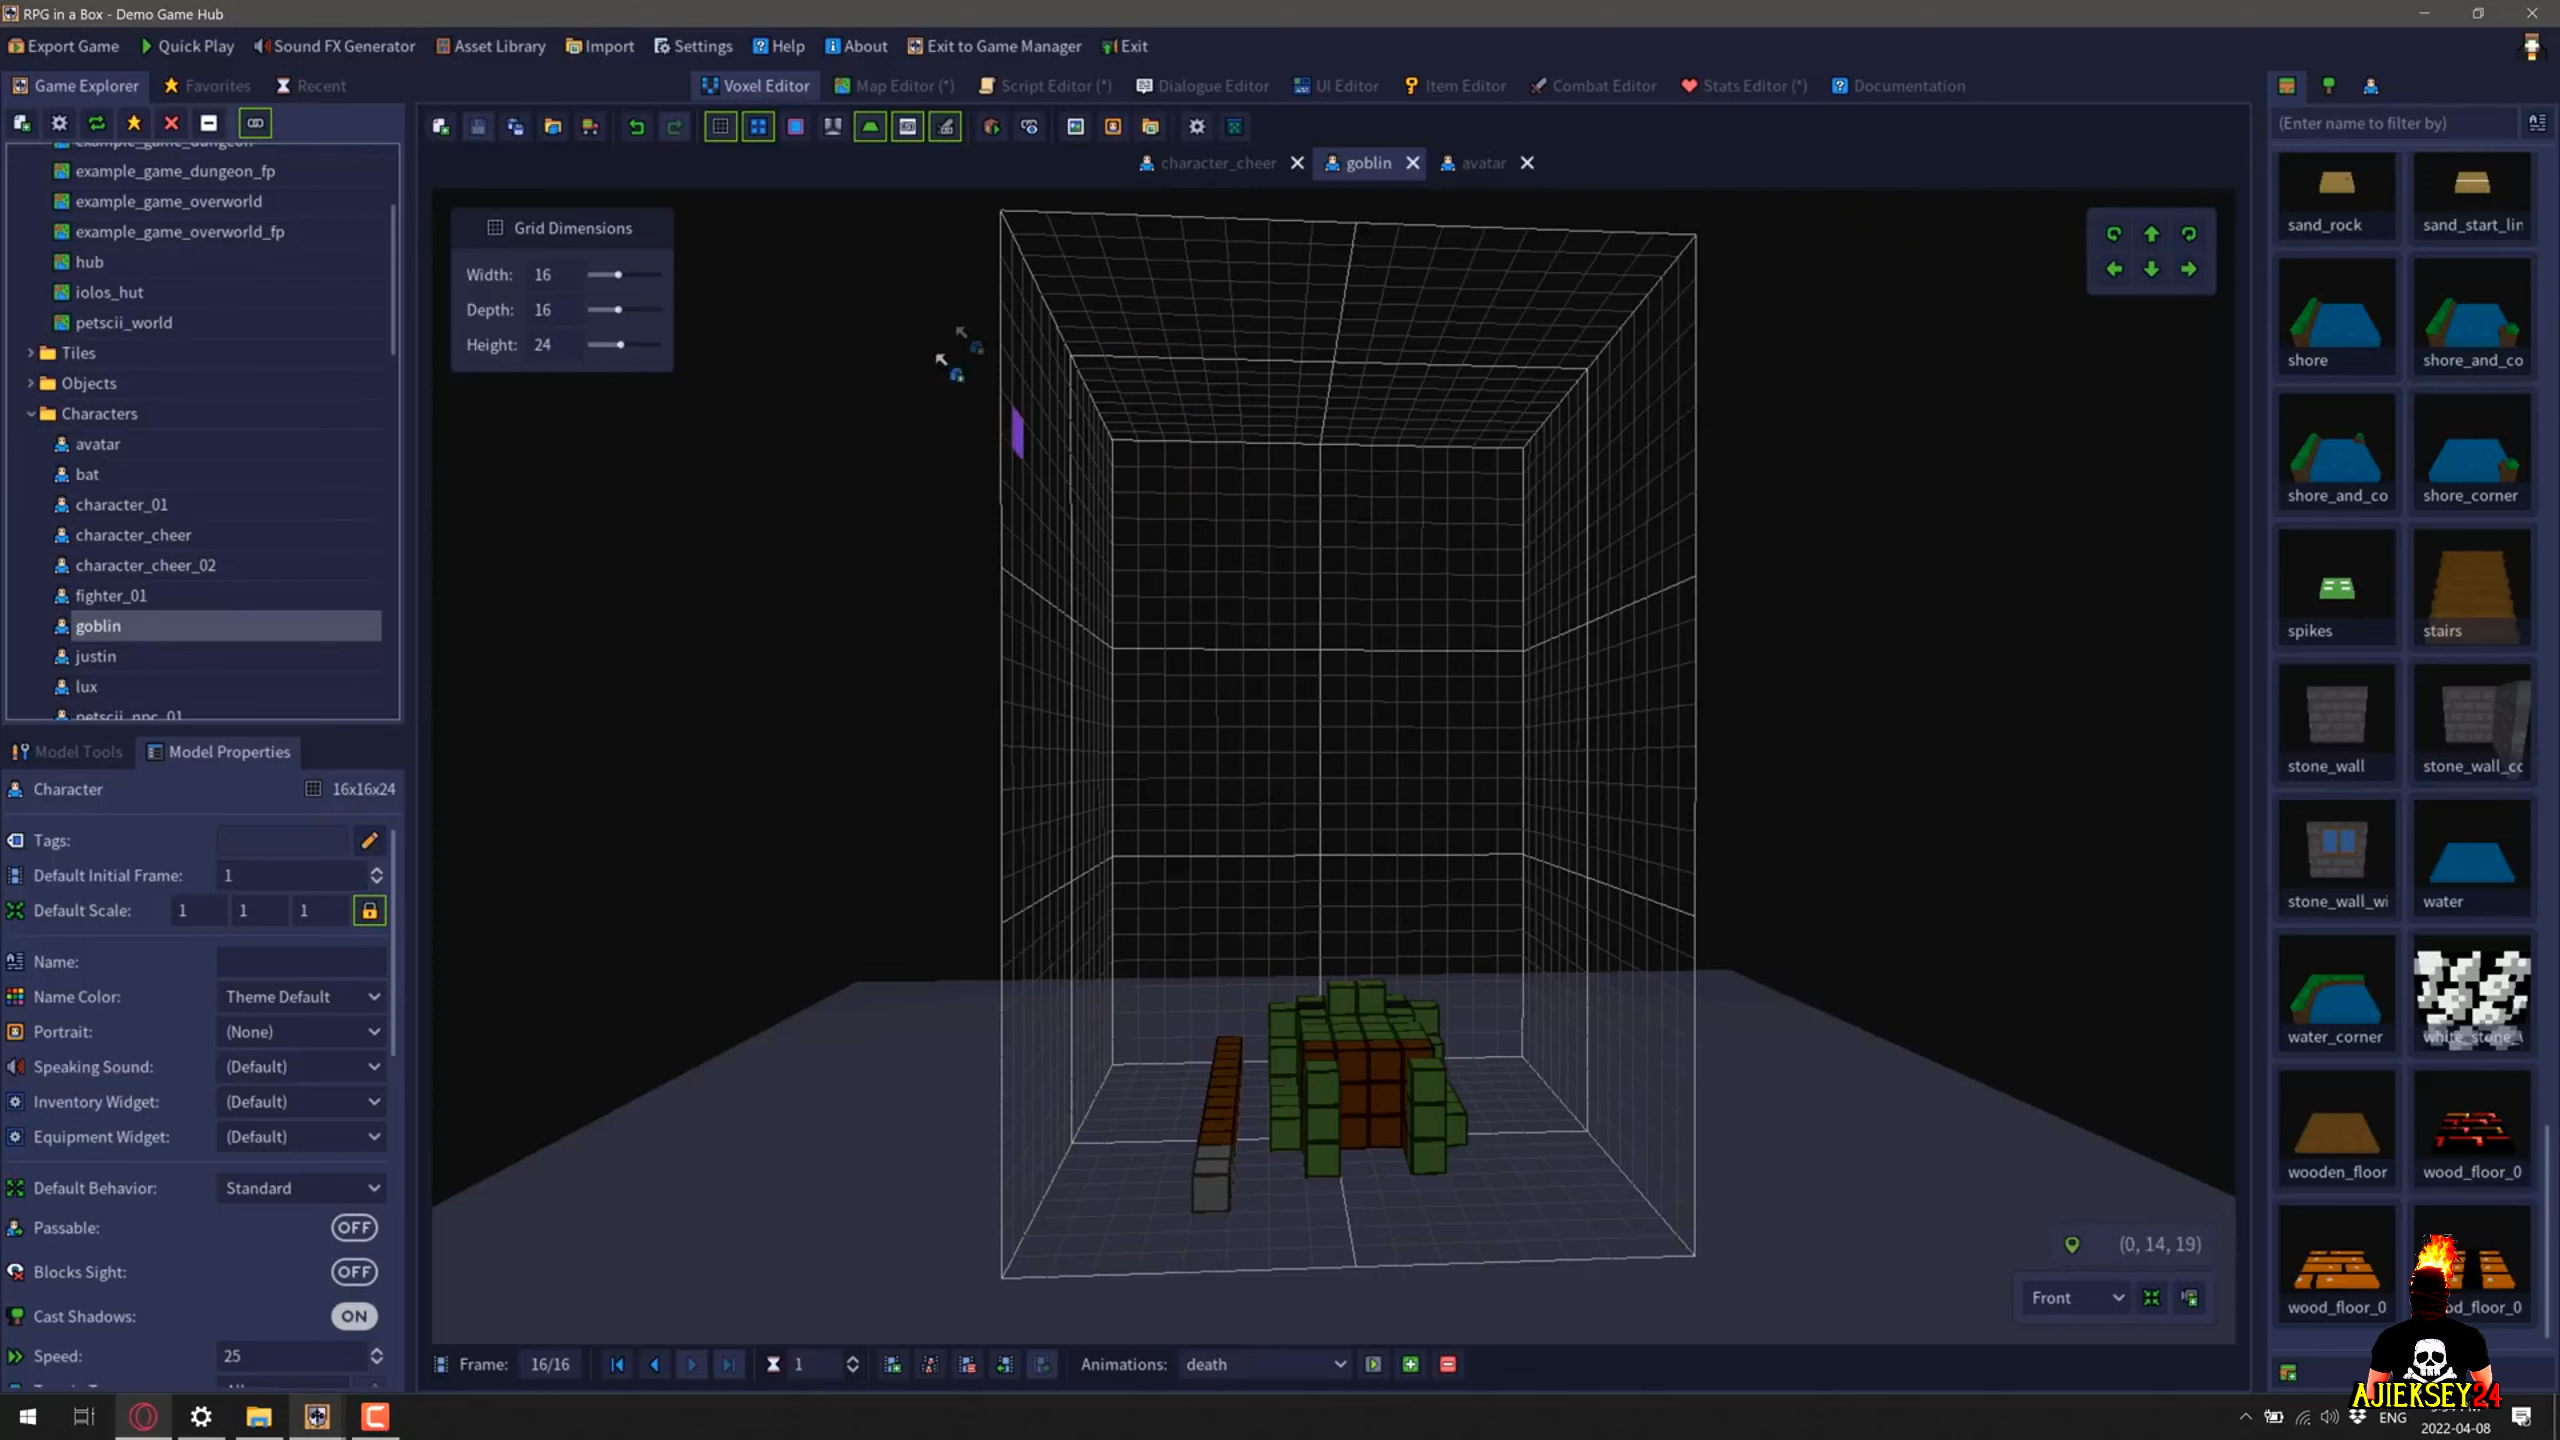 RPG in a Box - Demo Game Hub
Export Game Quick Play Sound FX Generator Asset Library Import Settings Help About Exit to Game Manager Exit
Game Explorer Favorites Recent
Voxel Editor Map Editor (*) Script Editor (*) Dialogue Editor UI Editor Item Editor Combat Editor Stats Editor (*) Documentation
(Enter name to filter by)
character_cheer goblin avatar
example_game_dungeon
example_game_dungeon_fp
example_game_overworld
example_game_overworld_fp
hub
iolos_hut
petscii_world
Tiles
Objects
Characters
avatar
bat
character_01
character_cheer
character_cheer_02
fighter_01
goblin
justin
lux
petscii_npc_01
Grid Dimensions
Width: 16
Depth: 16
Height: 24
Model Tools Model Properties
Character 16x16x24
Tags:
Default Initial Frame: 1
Default Scale: 1 1 1
Name:
Name Color: Theme Default
Portrait: (None)
Speaking Sound: (Default)
Inventory Widget: (Default)
Equipment Widget: (Default)
Default Behavior: Standard
Passable: OFF
Blocks Sight: OFF
Cast Shadows: ON
Speed: 25
(0, 14, 19)
Front
Frame: 16/16 1 Animations: death
sand_rock sand_start_lin
shore shore_and_co
shore_and_co shore_corner
spikes stairs
stone_wall stone_wall_cc
stone_wall_wi water
water_corner white_stone_
wooden_floor wood_floor_0
wood_floor_0 od_floor_0
AJIEKSEY24
ENG
2022-04-08